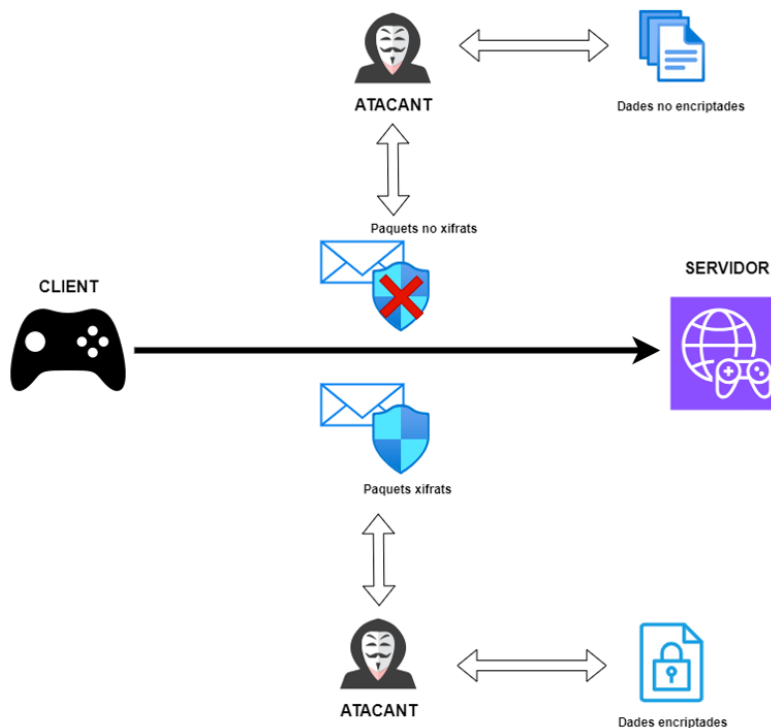 ATACANT
Dades no encriptades
Paquets no xifrats
CLIENT
SERVIDOR
Paquets xifrats
ATACANT
Dades encriptades